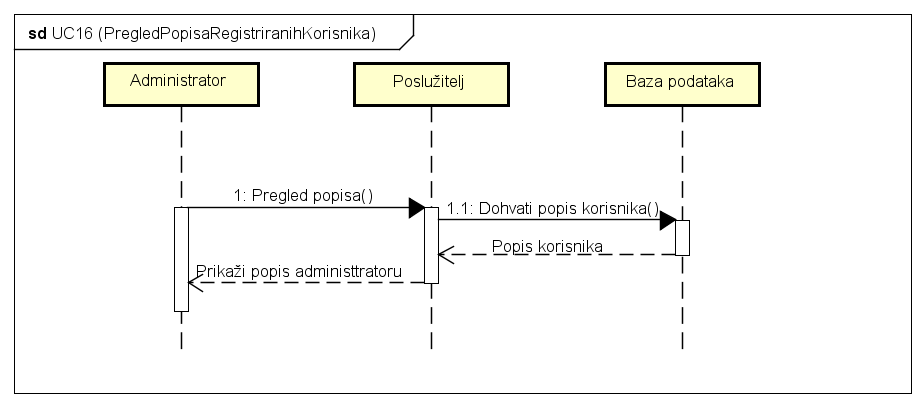 sd UC16 (PregledPopisaRegistriranihKorisnika)
Administrator
Poslužitelj
Baza podataka
1: Pregled popisa()
1.1: Dohvati popis korisnika()
Popis korisnika
Prikaži popis administtratoru